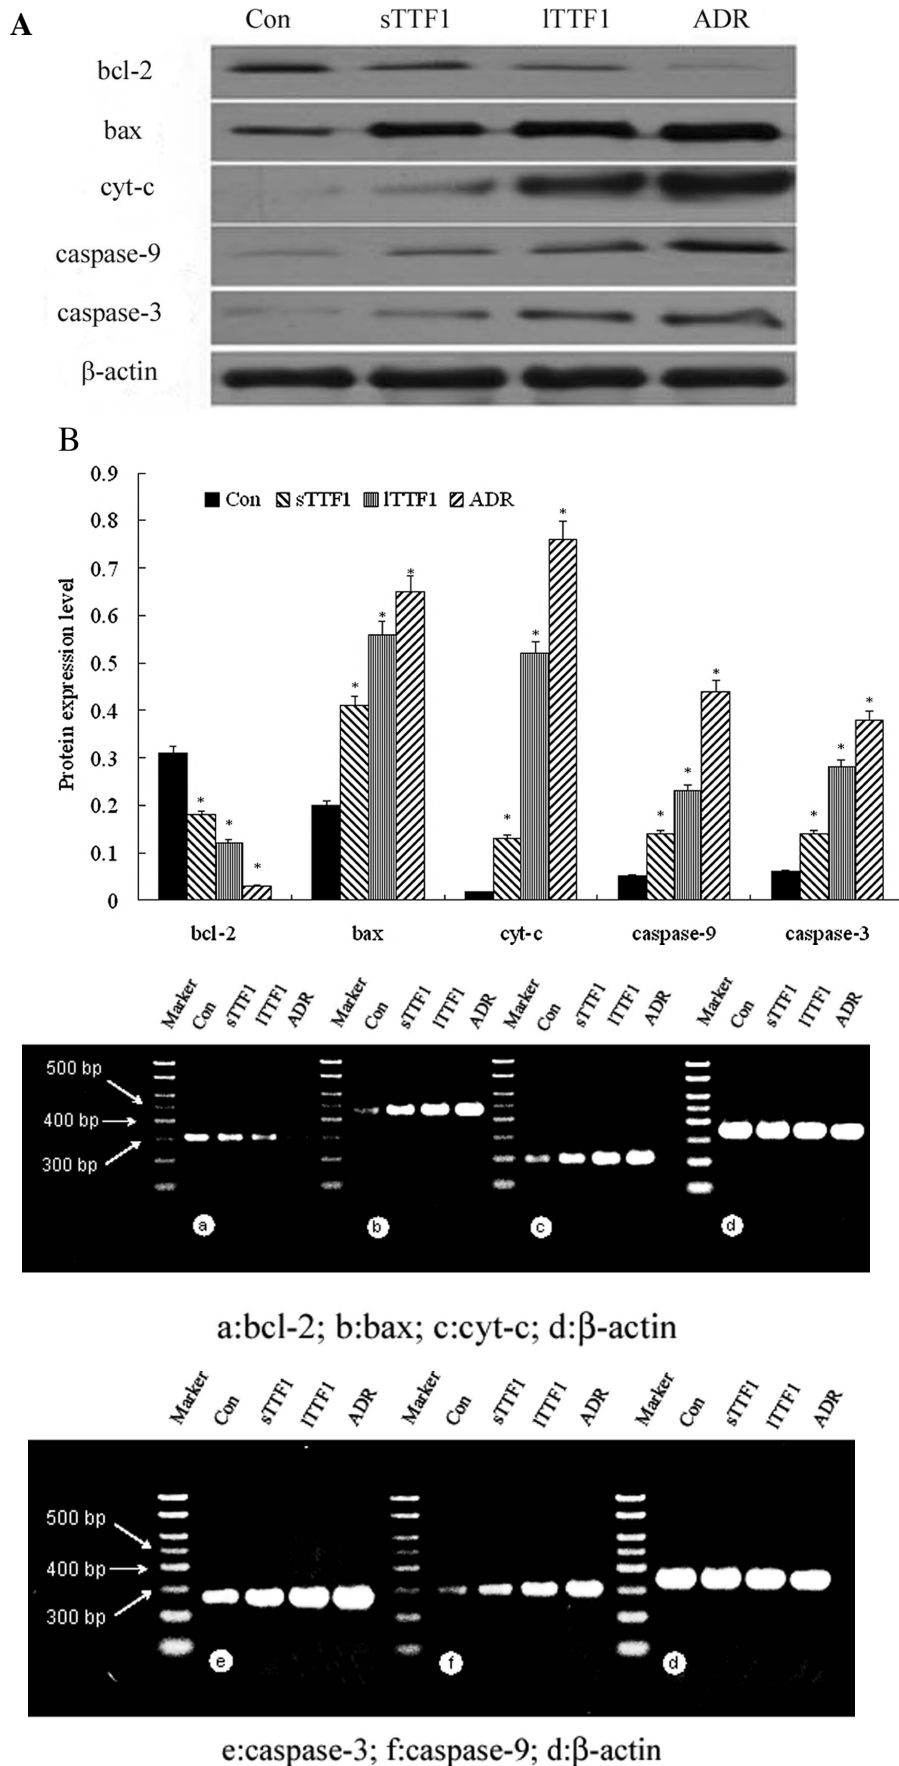 A
Con sTTF1 lTTF1 ADR
bcl-2
bax
cyt-c
caspase-9
caspase-3
β-actin
B
0.9
0.8
0.7
0.6
0.5
0.4
0.3
0.2
0.1
0
Protein expression level
Con sTTF1 lTTF1 ADR
* * *
* * *
* * *
* * *
* * *
bcl-2 bax cyt-c caspase-9 caspase-3
Marker Con sTTF1 lTTF1 ADR Marker Con sTTF1 lTTF1 ADR Marker Con sTTF1 lTTF1 ADR Marker Con sTTF1 lTTF1 ADR
500 bp
400 bp
300 bp
a b c d
a:bcl-2; b:bax; c:cyt-c; d:β-actin
Marker Con sTTF1 lTTF1 ADR Marker Con sTTF1 lTTF1 ADR Marker Con sTTF1 lTTF1 ADR
500 bp
400 bp
300 bp
e f d
e:caspase-3; f:caspase-9; d:β-actin